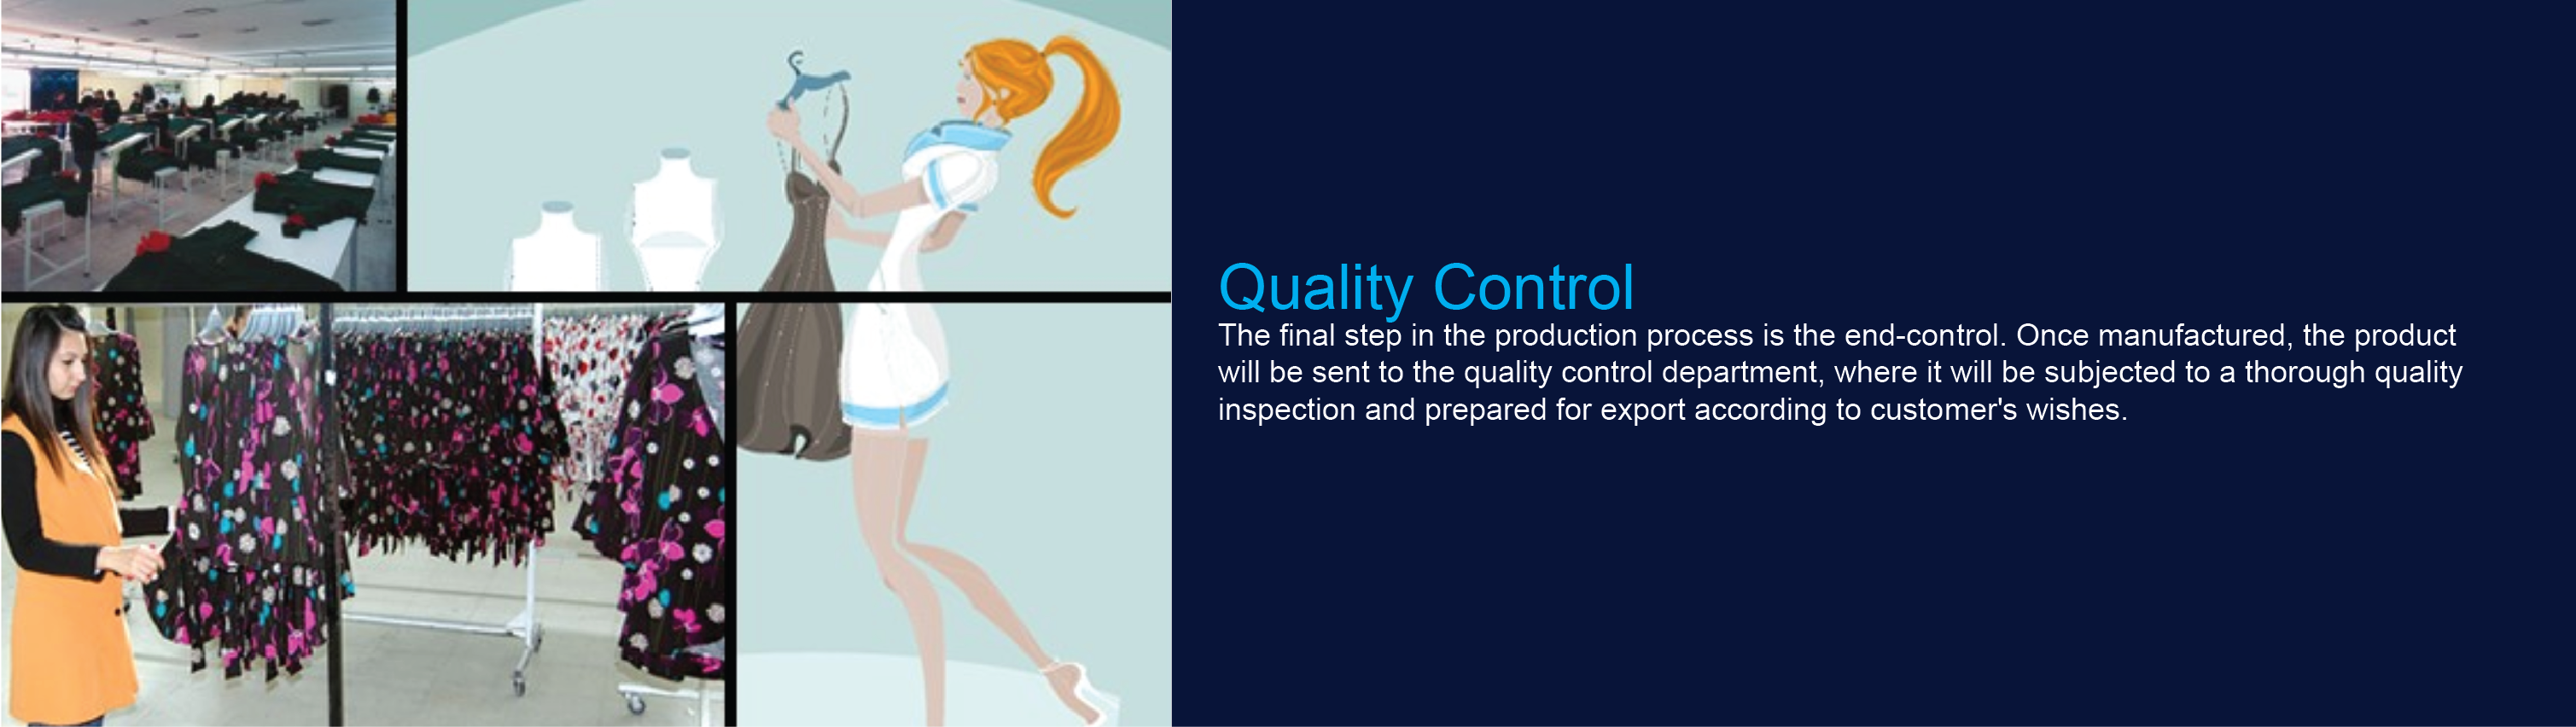 Quality Control
The final step in the production process is the end-control. Once manufactured, the product
will be sent to the quality control department, where it will be subjected to a thorough quality
inspection and prepared for export according to customer's wishes.